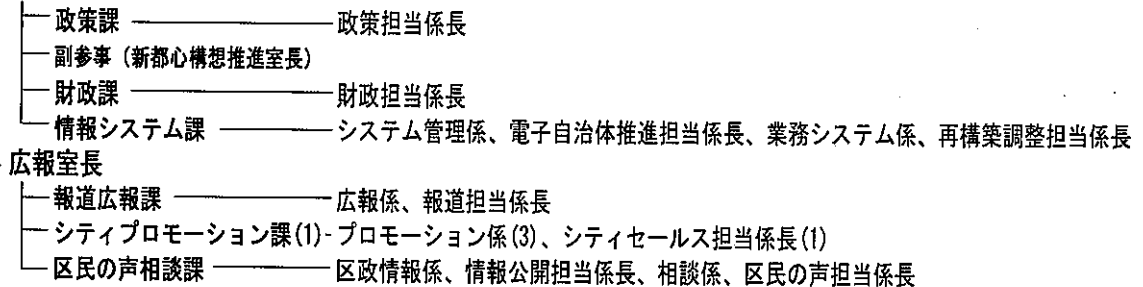 政策課 政策担当係長
副参事（新都心構想推進室長）
財政課 財政担当係長
情報システム課 システム管理係、電子自治体推進担当係長、業務システム係、再構築調整担当係長
広報室長
報道広報課 広報係、報道担当係長
シティプロモーション課(1)-プロモーション係(3)、シティセールス担当係長(1)
区民の声相談課 区政情報係、情報公開担当係長、相談係、区民の声担当係長